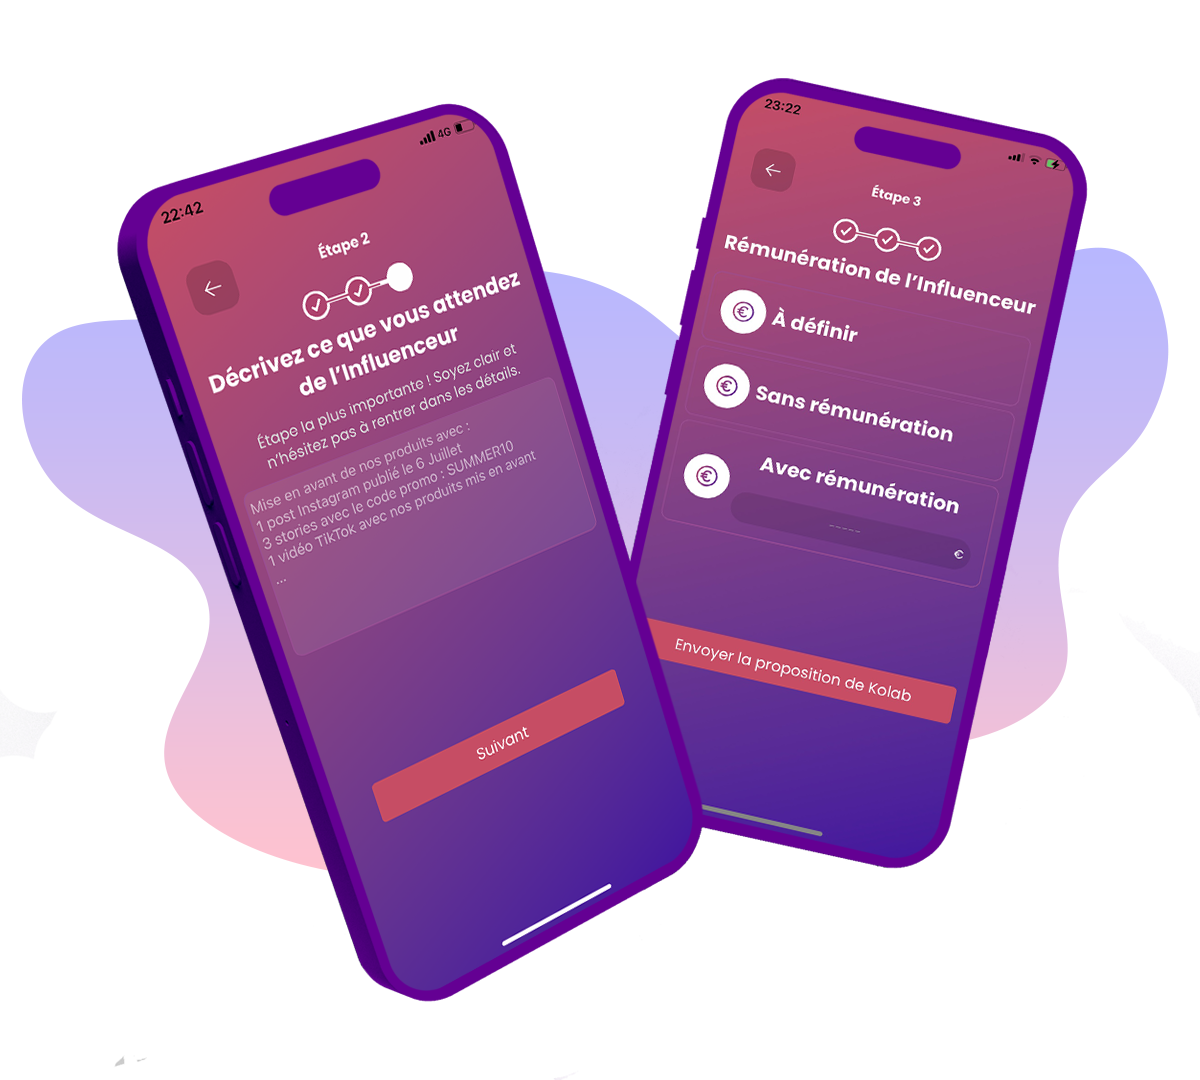 22:42
4G
Étape 2
Décrivez ce que vous attendez
de l'Influenceur
Étape la plus importante ! Soyez clair et
n'hésitez pas à rentrer dans les détails.
Mise en avant de nos produits avec :
1 post Instagram publié le 6 Juillet
3 stories avec le code promo : SUMMER10
1 vidéo TikTok avec nos produits mis en avant
...
Suivant
23:22
Étape 3
Rémunération de l'Influenceur
€
À définir
€
Sans rémunération
€
Avec rémunération
-----
€
Envoyer la proposition de Kolab